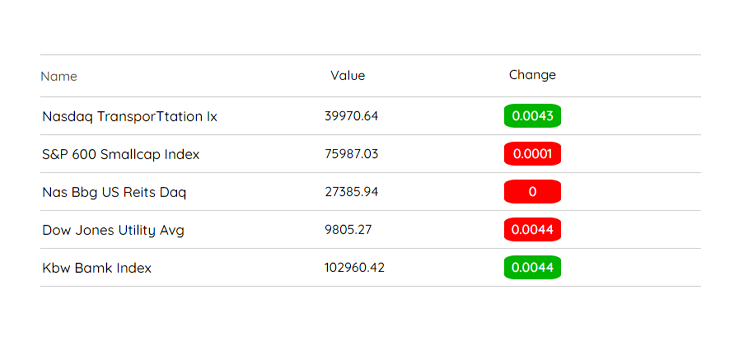 Name Value Change
Nasdaq TransporTtation Ix 39970.64 0.0043
S&P 600 Smallcap Index 75987.03 0.0001
Nas Bbg US Reits Daq 27385.94 0
Dow Jones Utility Avg 9805.27 0.0044
Kbw Bamk Index 102960.42 0.0044